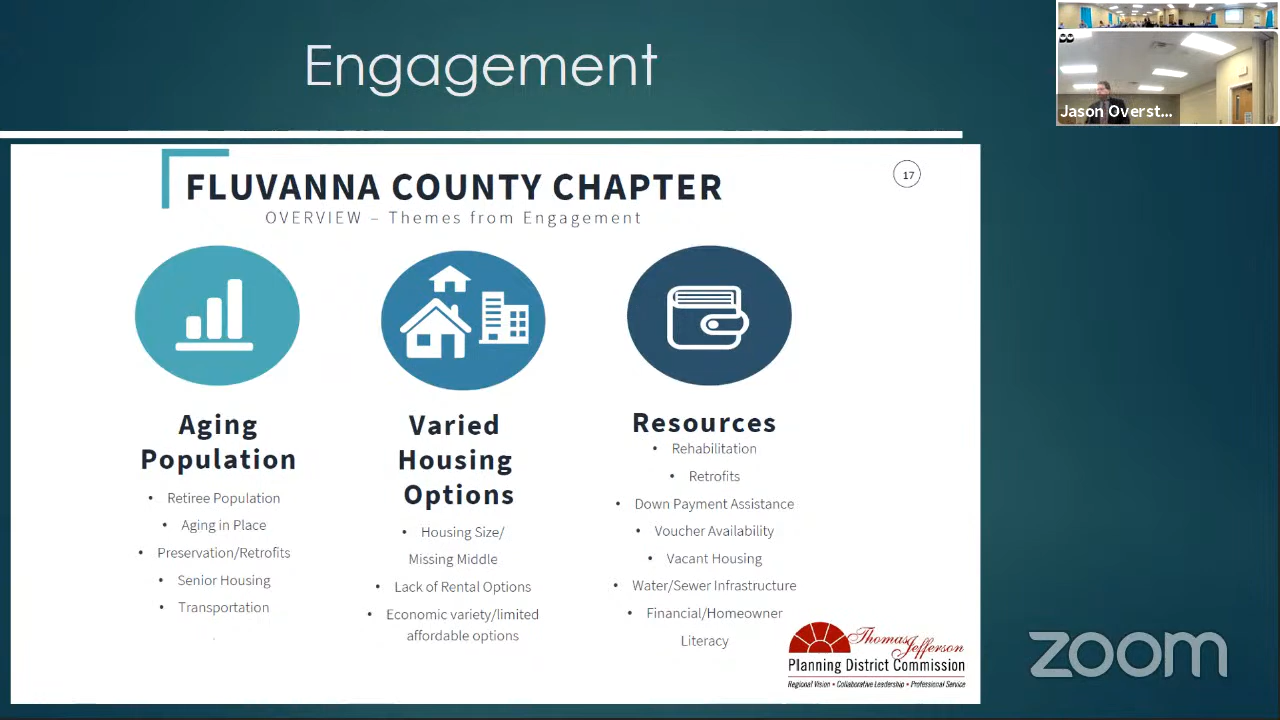 Engagement
Jason Overst...
FLUVANNA COUNTY CHAPTER
17
OVERVIEW – Themes from Engagement
Aging
Population
• Retiree Population
• Aging in Place
• Preservation/Retrofits
• Senior Housing
• Transportation
Varied
Housing
Options
• Housing Size/
Missing Middle
• Lack of Rental Options
• Economic variety/limited
affordable options
Resources
• Rehabilitation
• Retrofits
• Down Payment Assistance
• Voucher Availability
• Vacant Housing
• Water/Sewer Infrastructure
• Financial/Homeowner
Literacy
Thomas Jefferson
Planning District Commission
Regional Vision • Collaborative Leadership • Professional Service
zoom